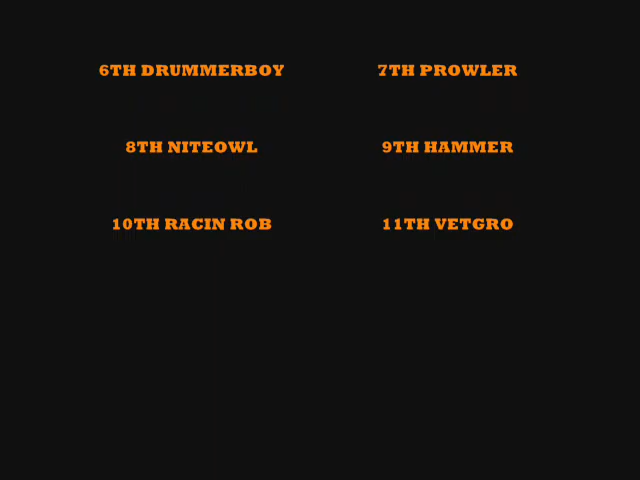 6TH DRUMMERBOY
7TH PROWLER
8TH NITEOWL
9TH HAMMER
10TH RACIN ROB
11TH VETGRO